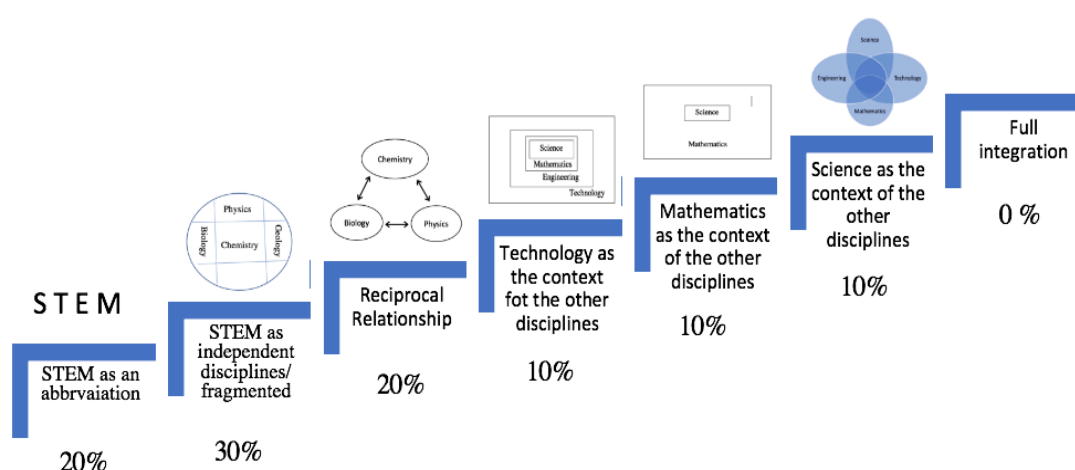 S T E M
STEM as an
abbrvaiation
20%
Physics
Biology
Chemistry
Geology
STEM as
independent
disciplines/
fragmented
30%
Chemistry
Biology
Physics
Reciprocal
Relationship
20%
Science
Mathematics
Engineering
Technology
Technology as
the context
fot the other
disciplines
10%
Science
Mathematics
Mathematics
as the context
of the other
disciplines
10%
Science
Engineering
Technology
Mathematics
Science as the
context of the
other
disciplines
10%
Full
integration
0 %